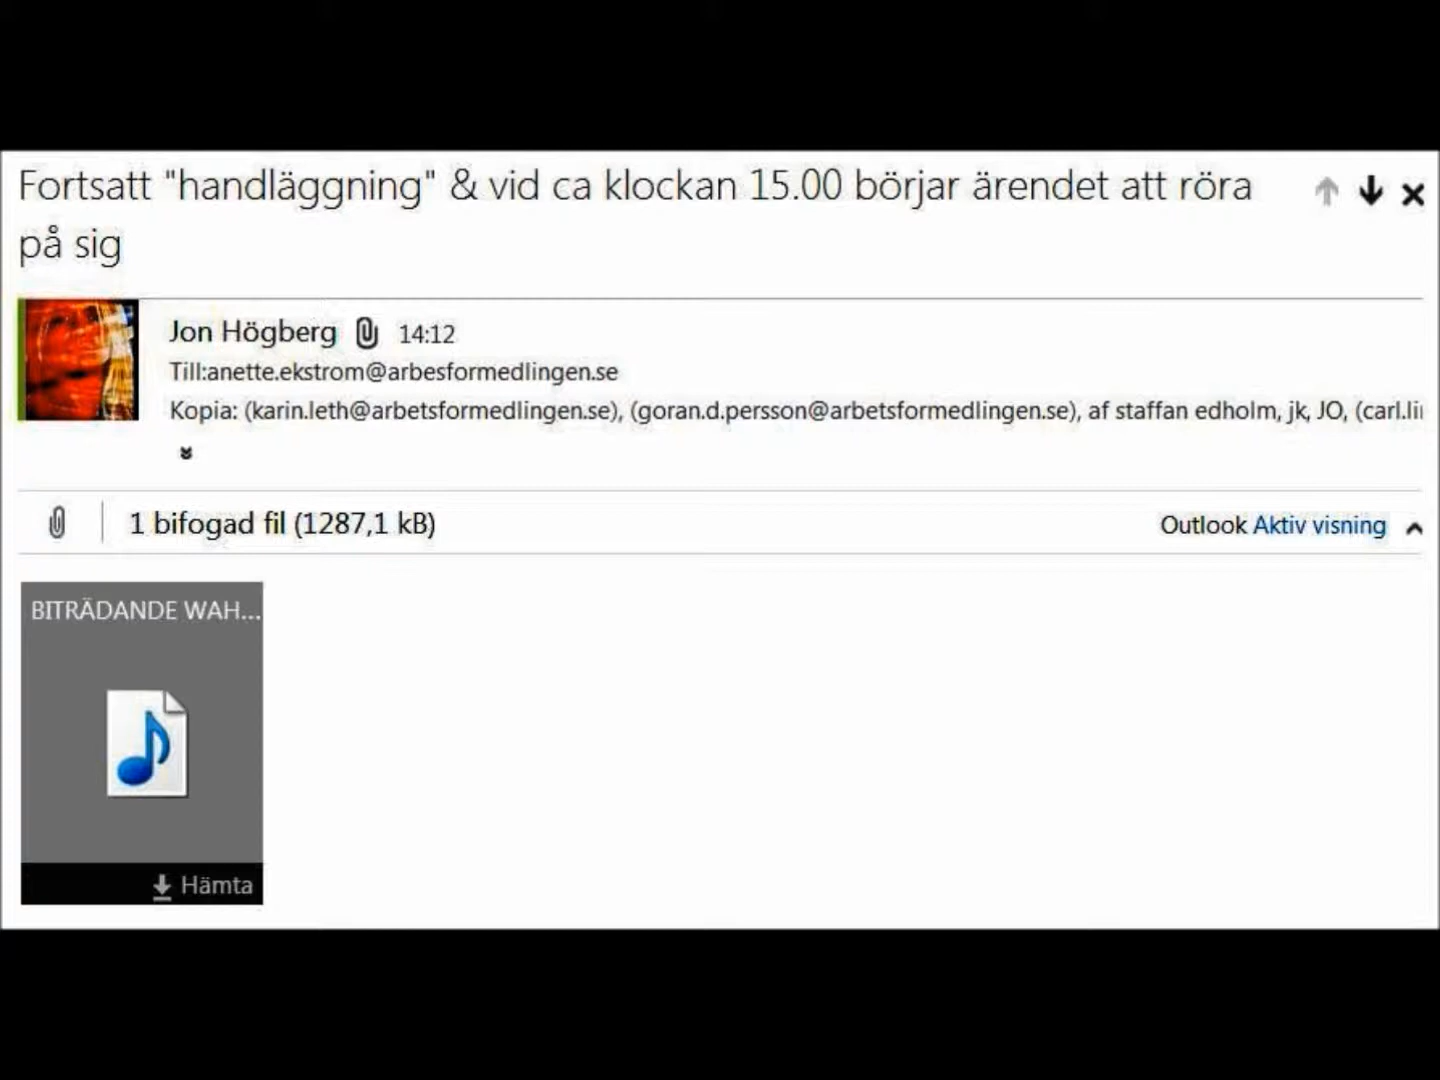 Fortsatt "handläggning" & vid ca klockan 15.00 börjar ärendet att röra
på sig
Jon Högberg 14:12
Till:anette.ekstrom@arbesformedlingen.se
Kopia: (karin.leth@arbetsformedlingen.se), (goran.d.persson@arbetsformedlingen.se), af staffan edholm, jk, JO,
1 bifogad fil (1287,1 kB)
Outlook Aktiv visning
BITRÄDANDE WAH...
Hämta